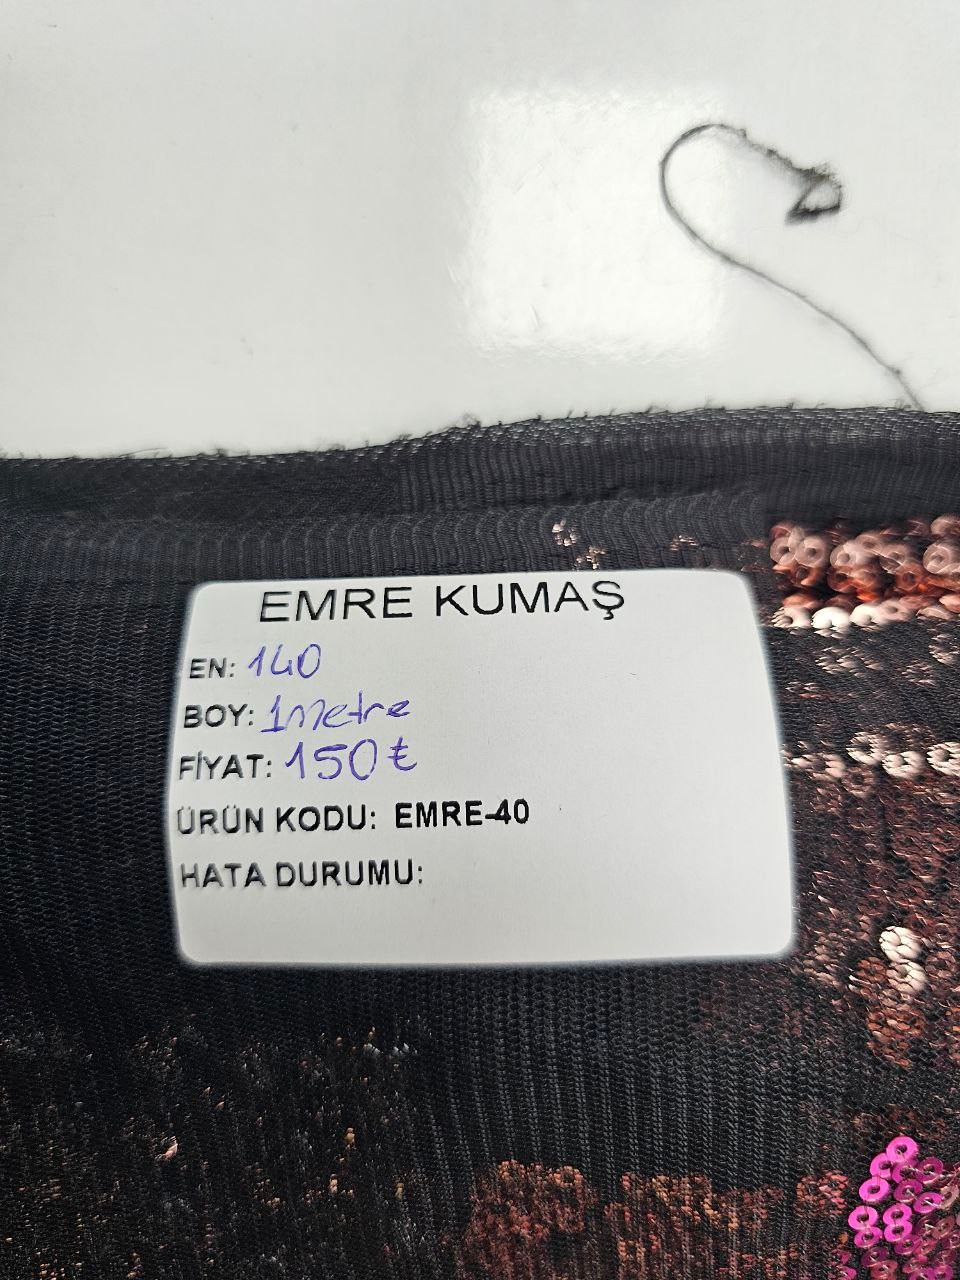 EMRE KUMAŞ
EN: 140
BOY: 1metre
FİYAT: 150₺
ÜRÜN KODU: EMRE-40
HATA DURUMU: